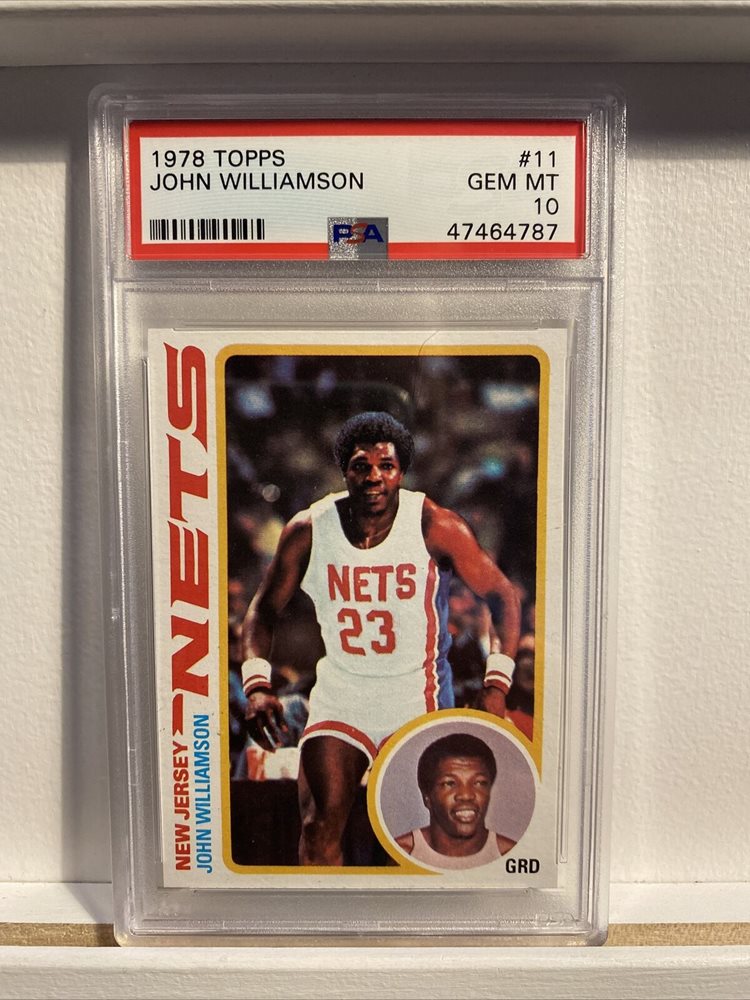 1978 TOPPS
#11
JOHN WILLIAMSON
GEM MT
10
PSA
47464787
NEW JERSEY NETS
JOHN WILLIAMSON
NETS
23
GRD